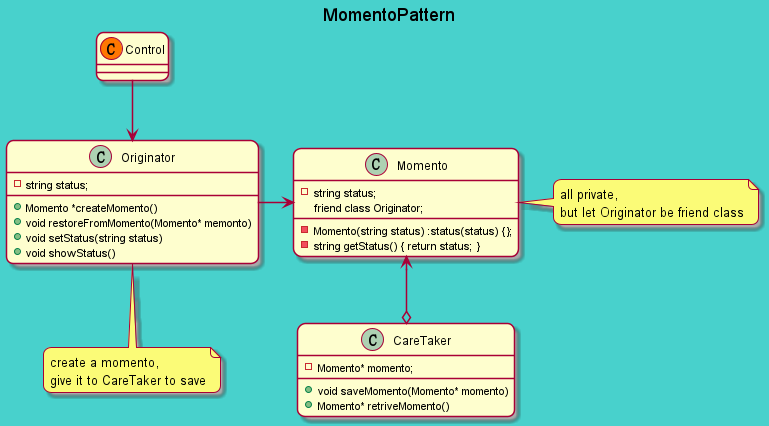 MomentoPattern
C Control
C Originator
string status;
Momento *createMomento()
void restoreFromMomento(Momento* memonto)
void setStatus(string status)
void showStatus()
C Momento
string status;
friend class Originator;
Momento(string status) :status(status) {};
string getStatus() { return status; }
all private,
but let Originator be friend class
create a momento,
give it to CareTaker to save
C CareTaker
Momento* momento;
void saveMomento(Momento* momento)
Momento* retriveMomento()